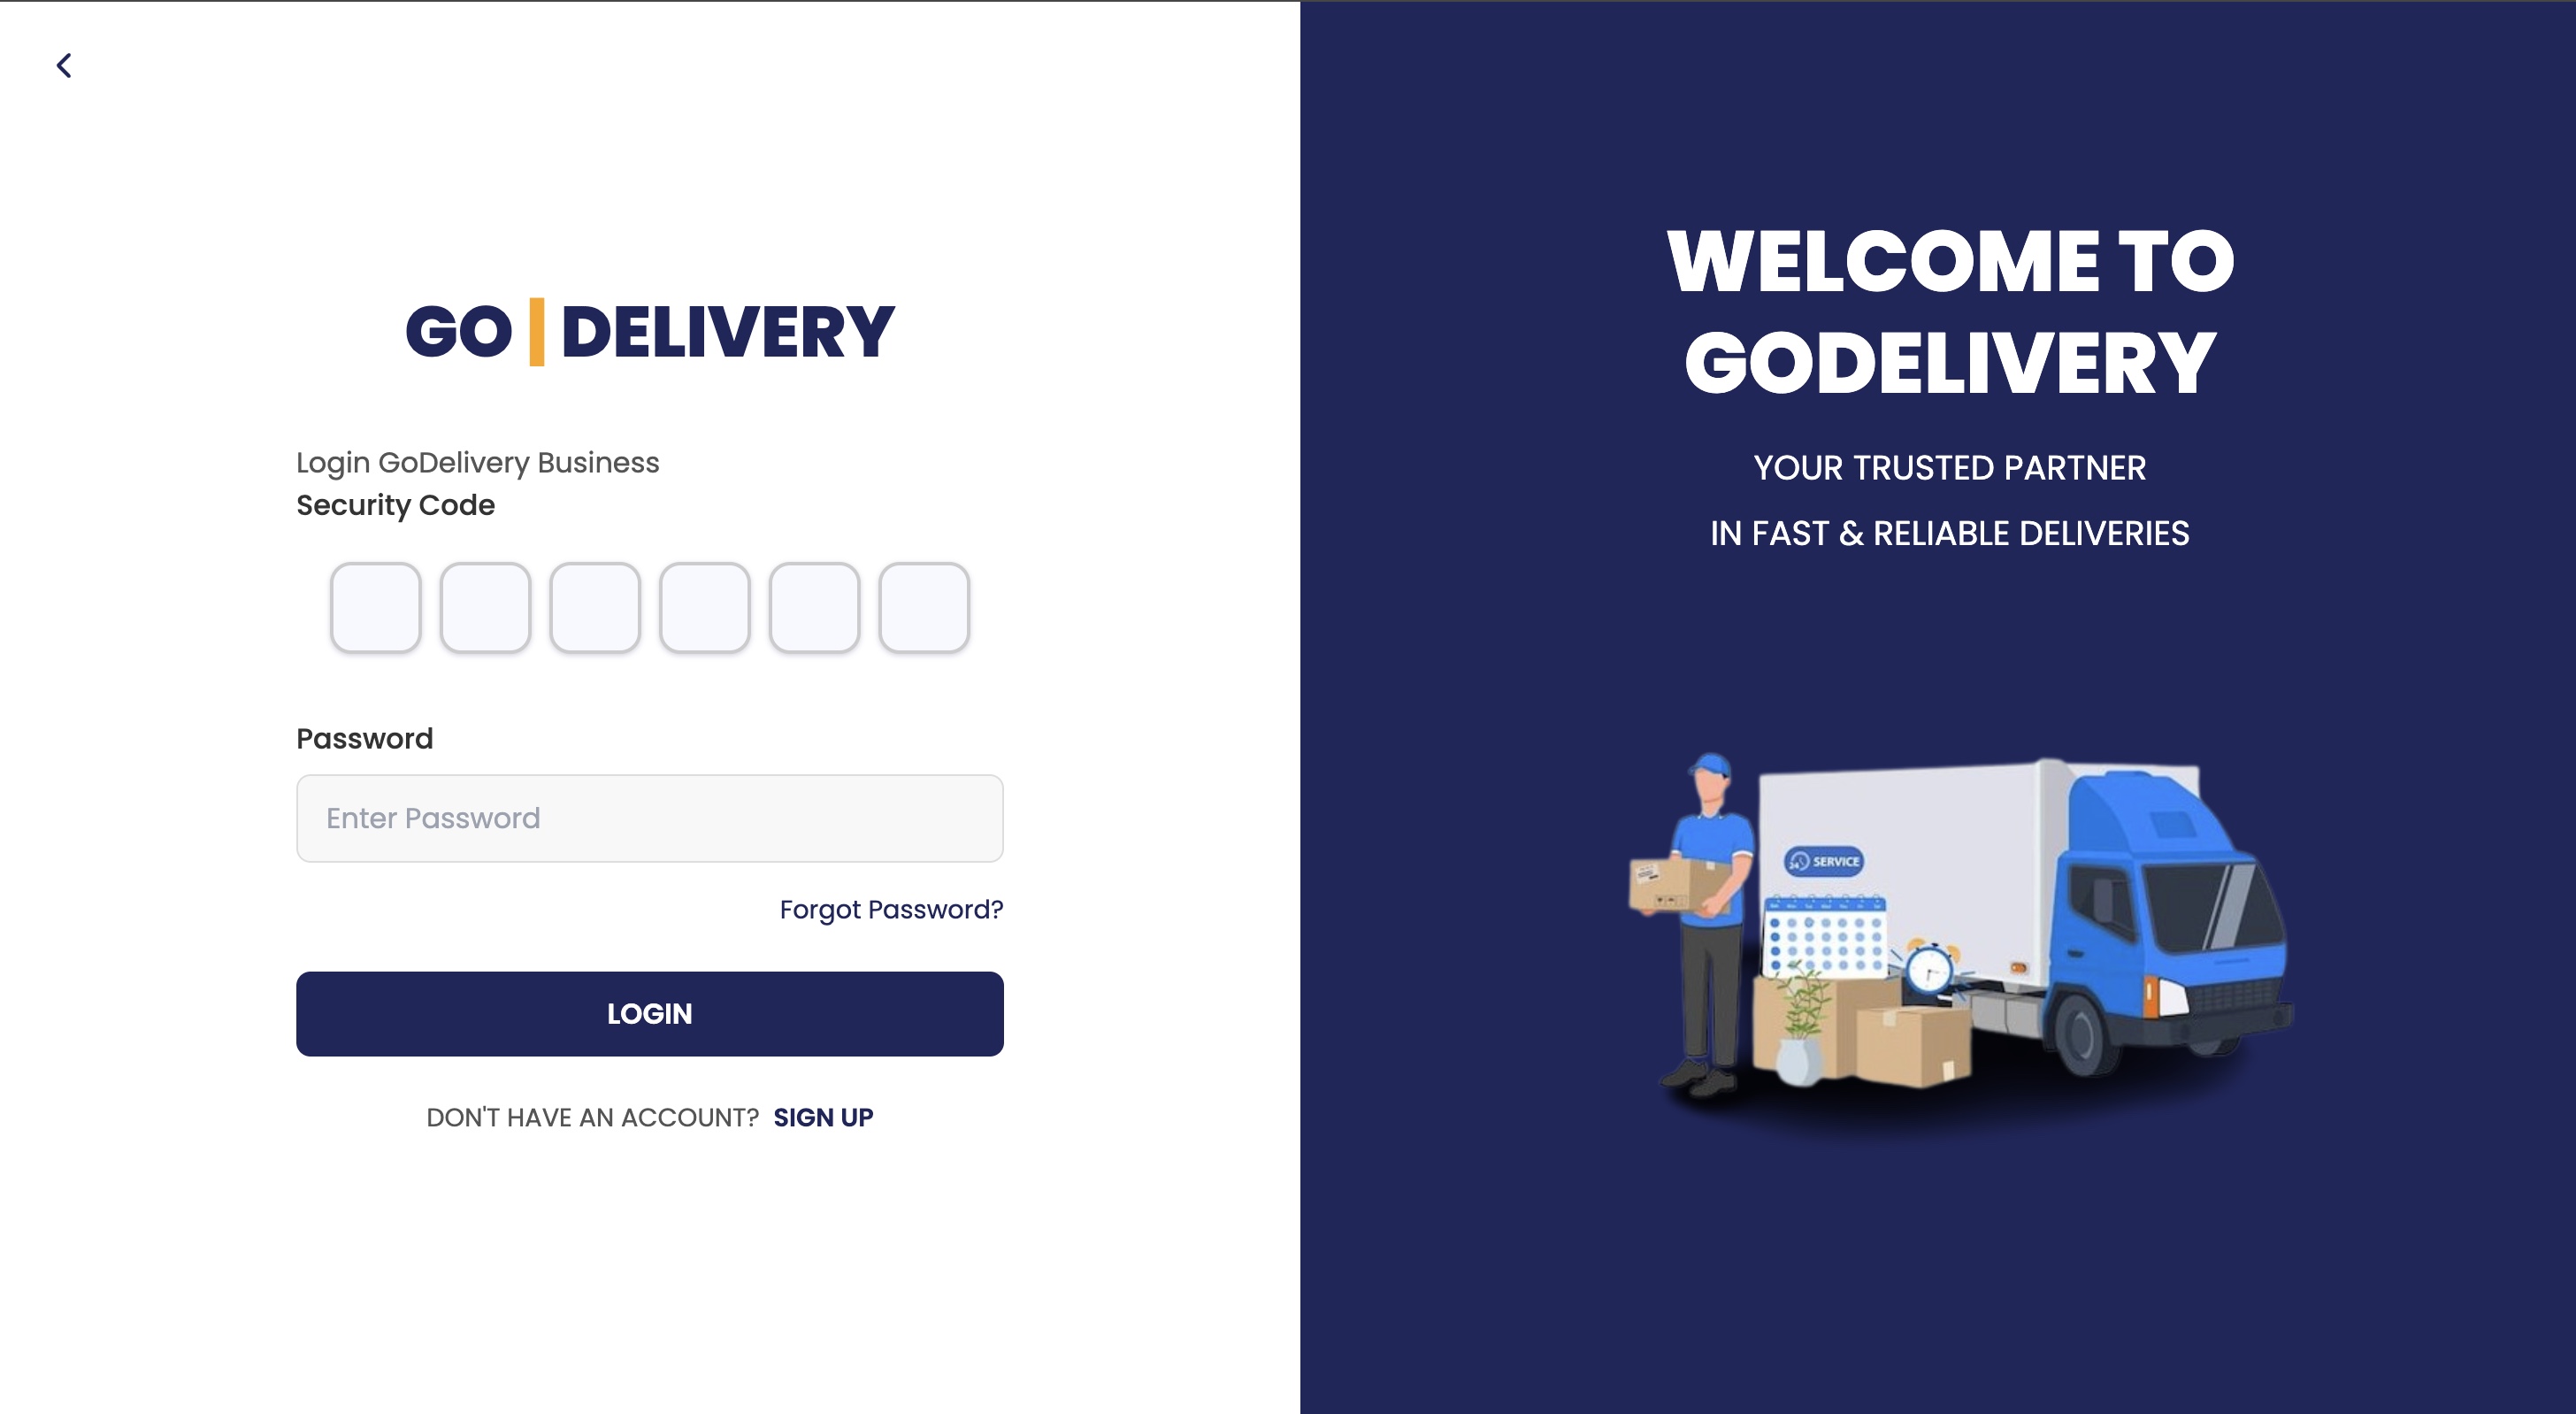 GO | DELIVERY
Login GoDelivery Business
Security Code
Password
Enter Password
Forgot Password?
LOGIN
DON'T HAVE AN ACCOUNT? SIGN UP
WELCOME TO
GODELIVERY
YOUR TRUSTED PARTNER
IN FAST & RELIABLE DELIVERIES
24 SERVICE